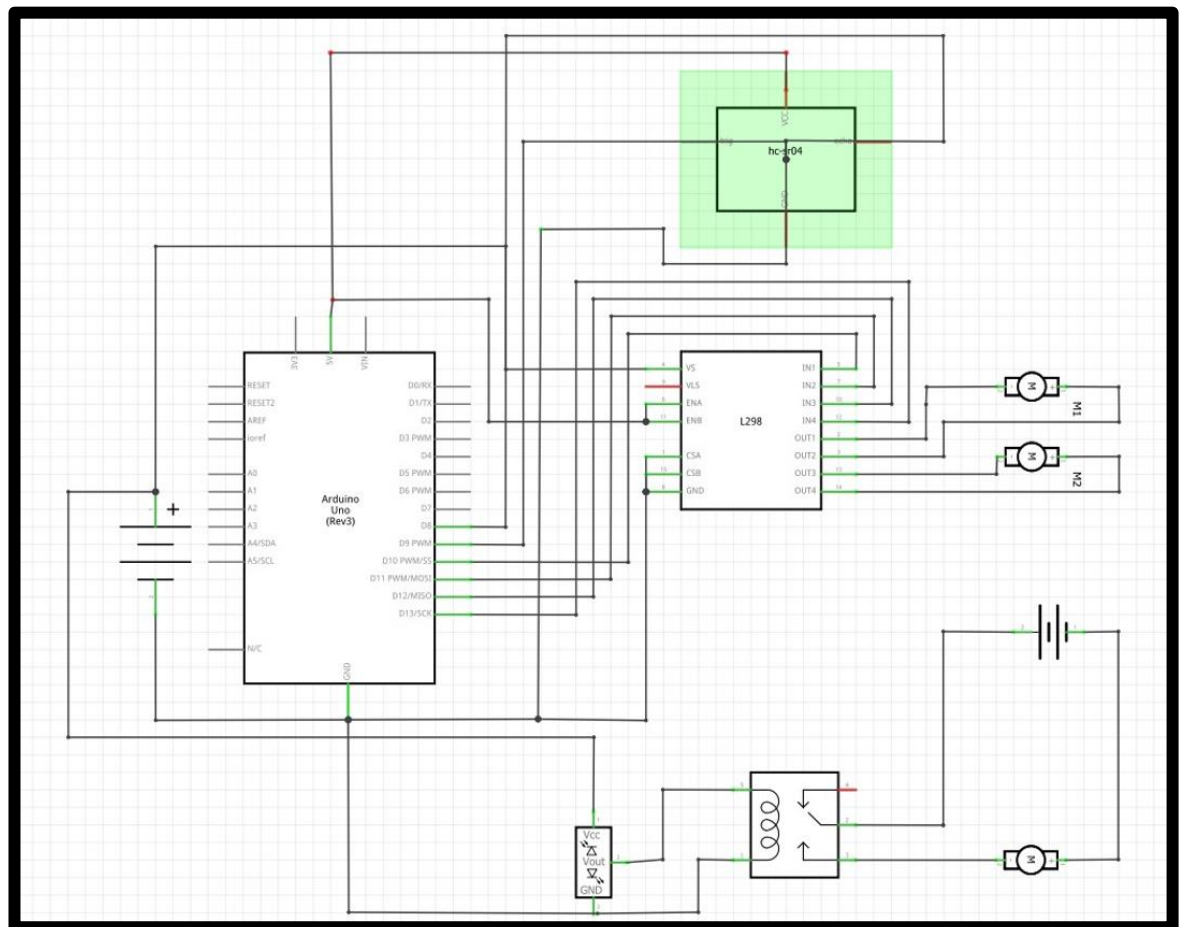 VCC
trig
hc-sr04
echo
GND
3V3
5V
VIN
RESET
RESET2
AREF
ioref
A0
A1
A2
A3
A4/SDA
A5/SCL
N/C
D0/RX
D1/TX
D2
D3 PWM
D4
D5 PWM
D6 PWM
D7
D8
D9 PWM
D10 PWM/SS
D11 PWM/MOSI
D12/MISO
D13/SCK
Arduino
Uno
(Rev3)
GND
+
VS
VLS
ENA
ENB
CSA
CSB
GND
L298
IN1
IN2
IN3
IN4
OUT1
OUT2
OUT3
OUT4
M
M1
M
M2
Vcc
Vout
GND
M